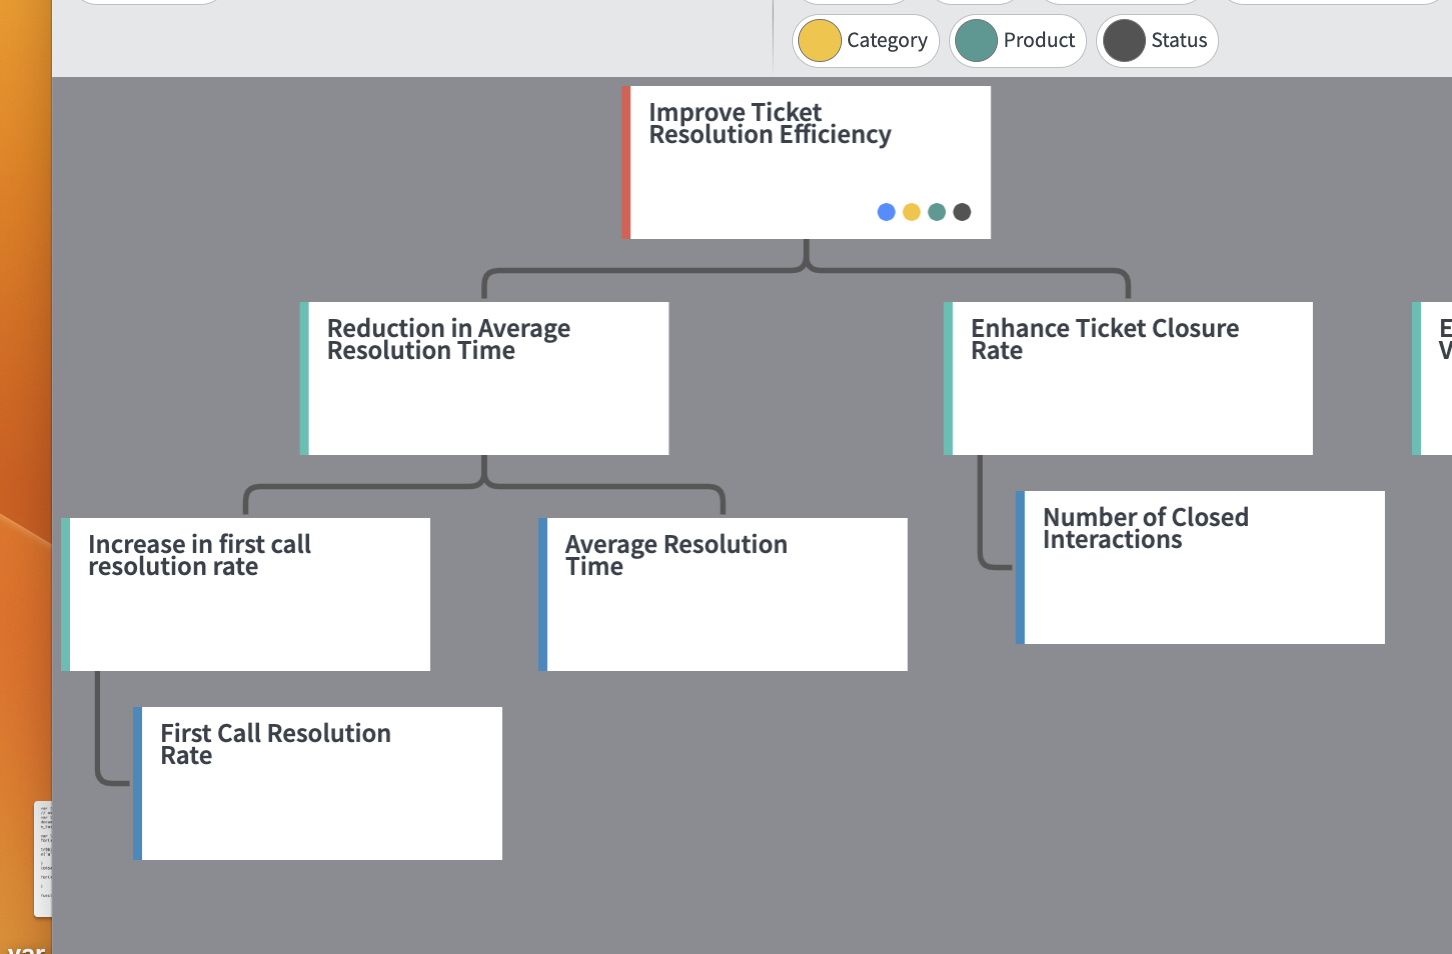 Category
Product
Status
Improve Ticket
Resolution Efficiency
Reduction in Average
Resolution Time
Enhance Ticket Closure
Rate
E
V
Increase in first call
resolution rate
Average Resolution
Time
Number of Closed
Interactions
First Call Resolution
Rate
var